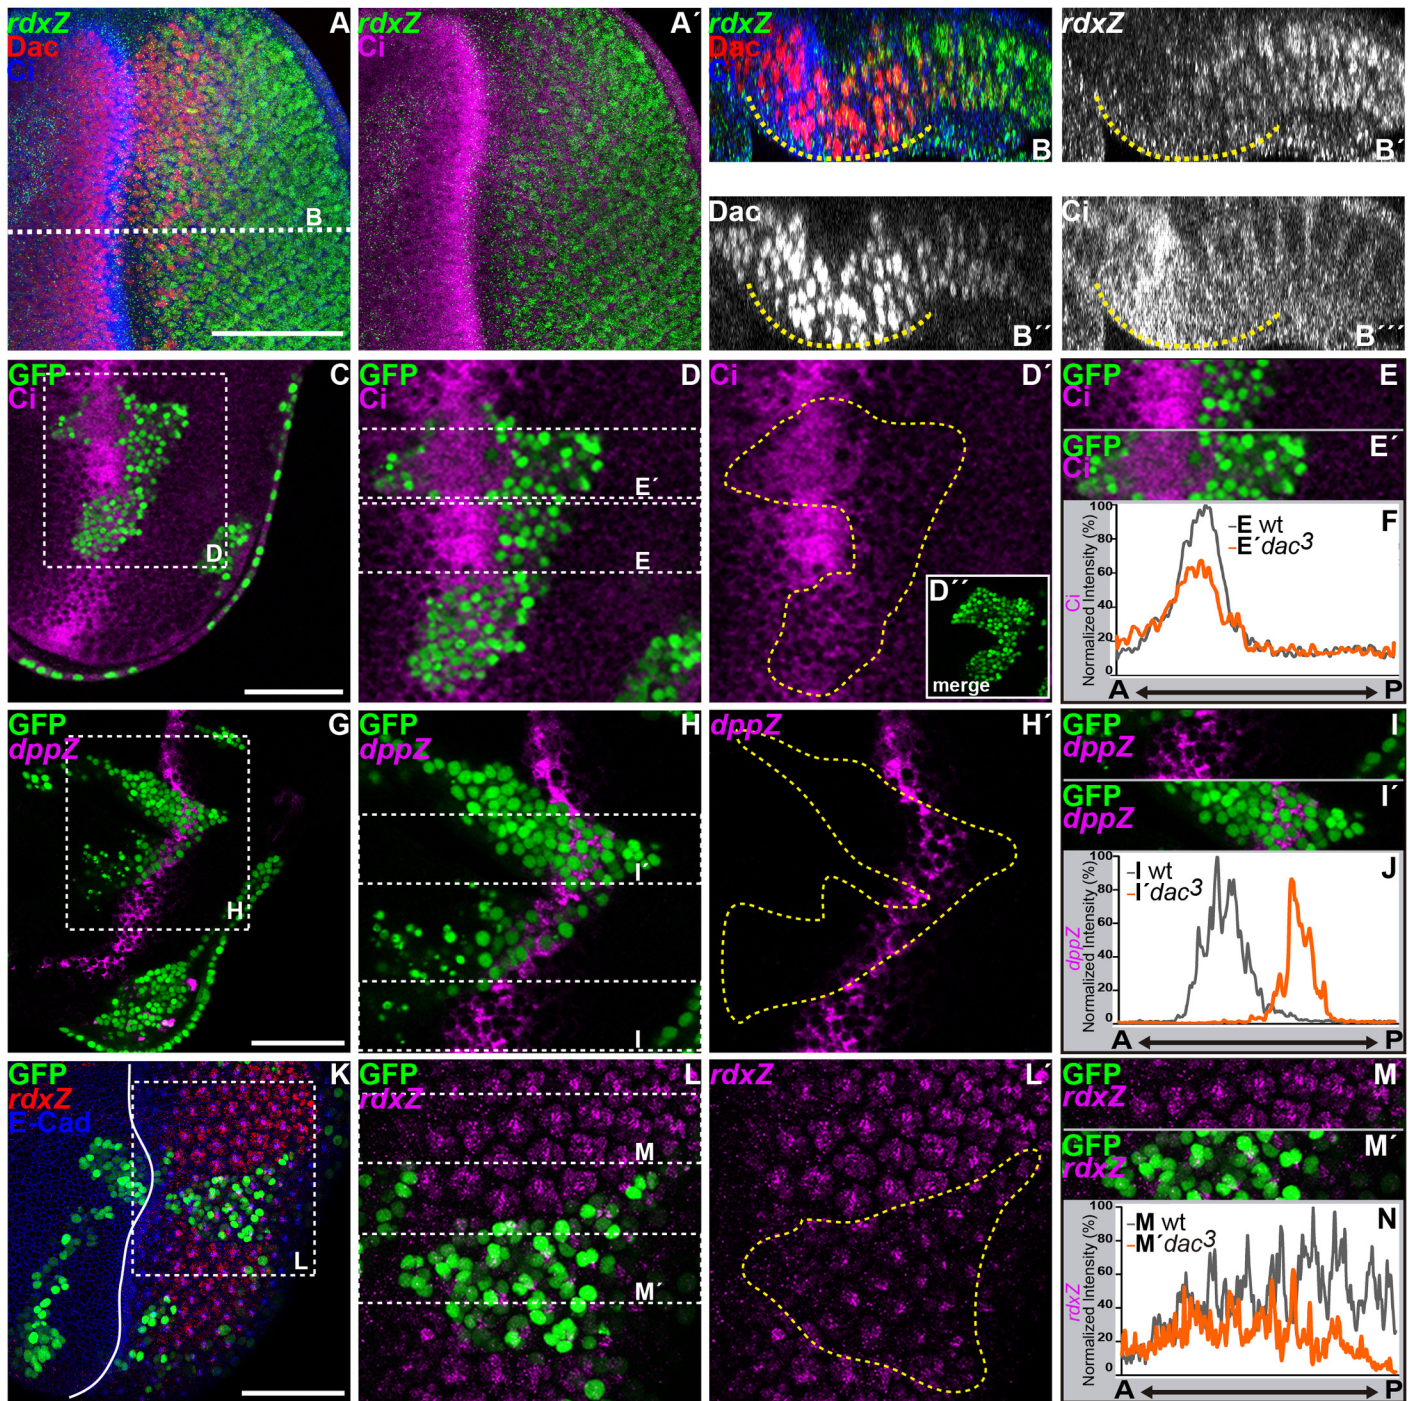 rdxZ
Dac
Ci
A
B
rdxZ
Ci
A´
rdxZ
Dac
Ci
B
rdxZ
B´
Dac
B´´
Ci
B´´´
GFP
Ci
C
D
GFP
Ci
D
E´
E
Ci
D´
D´´
merge
GFP
Ci
E
GFP
Ci
E´
F
Ci
Normalized Intensity (%)
100
80
60
40
20
0
E wt
E´dac3
A
P
GFP
dppZ
G
H
GFP
dppZ
H
I´
I
dppZ
H´
GFP
dppZ
I
GFP
dppZ
I´
J
dppZ
Normalized Intensity (%)
100
80
60
40
20
0
I wt
I´dac3
A
P
GFP
rdxZ
E-Cad
K
L
GFP
rdxZ
L
M
M´
rdxZ
L´
GFP
rdxZ
M
GFP
rdxZ
M´
N
rdxZ
Normalized Intensity (%)
100
80
60
40
20
0
M wt
M´dac3
A
P